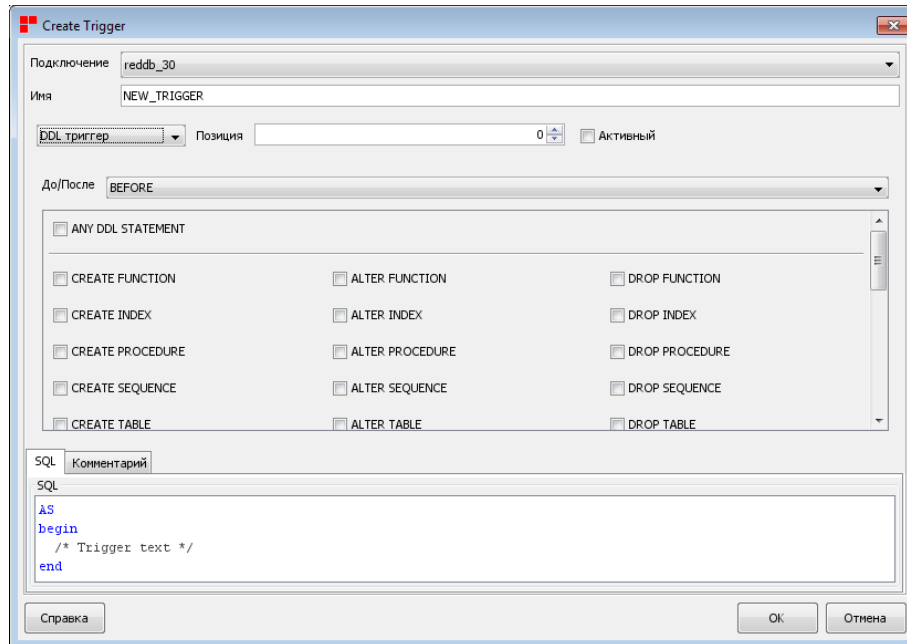 Create Trigger
Подключение reddb_30
Имя NEW_TRIGGER
DDL триггер Позиция 0 Активный
До/После BEFORE
ANY DDL STATEMENT
CREATE FUNCTION ALTER FUNCTION DROP FUNCTION
CREATE INDEX ALTER INDEX DROP INDEX
CREATE PROCEDURE ALTER PROCEDURE DROP PROCEDURE
CREATE SEQUENCE ALTER SEQUENCE DROP SEQUENCE
CREATE TABLE ALTER TABLE DROP TABLE
SQL Комментарий
SQL
AS
begin
/* Trigger text */
end
Справка OK Отмена